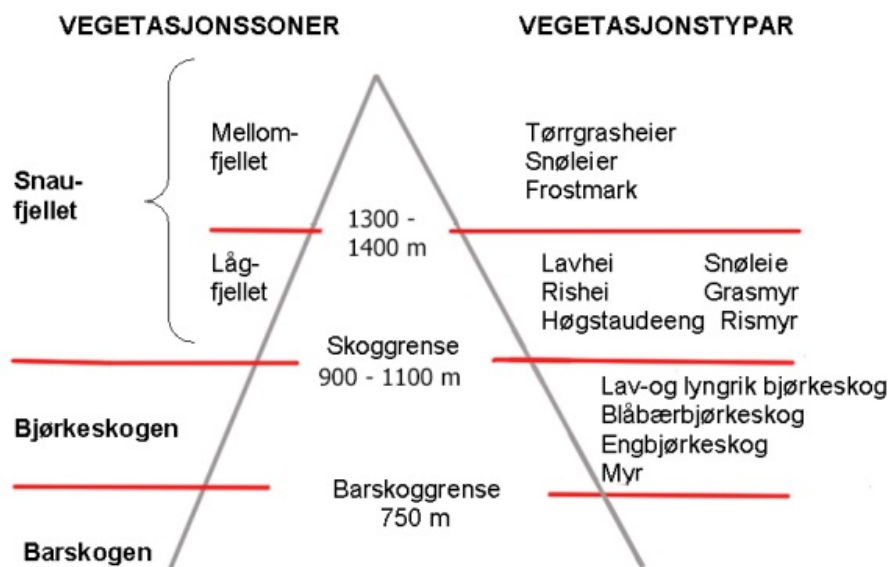 VEGETASJONSSONER
VEGETASJONSTYPAR
Mellom-
fjellet
Snau-
fjellet
Tørrgrasheier
Snøleier
Frostmark
1300 -
1400 m
Låg-
fjellet
Lavhei Snøleie
Rishei Grasmyr
Høgstaudeeng Rismyr
Skoggrense
900 - 1100 m
Lav-og lyngrik bjørkeskog
Blåbærbjørkeskog
Engbjørkeskog
Myr
Bjørkeskogen
Barskoggrense
750 m
Barskogen